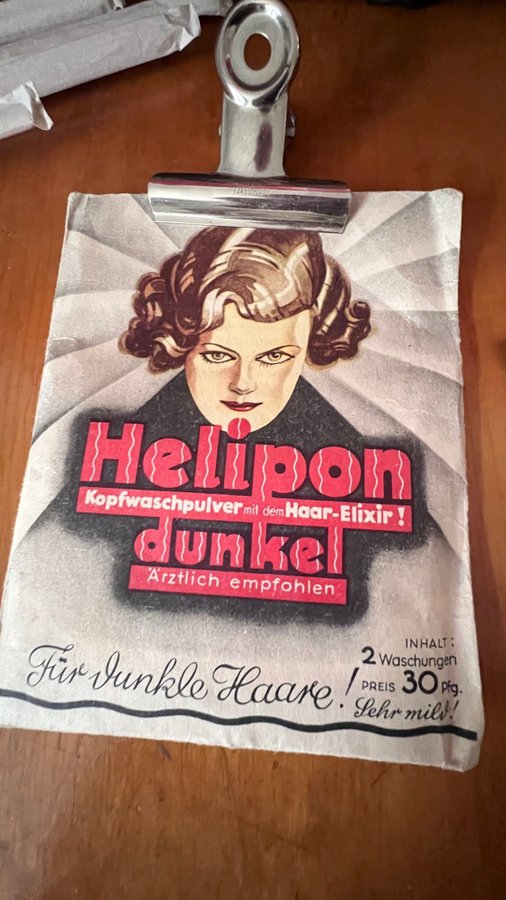 TAIWAN
Helipon
Kopfwaschpulver mit dem Haar-Elixir!
dunkel
Ärztlich empfohlen
Für dunkle Haare!
INHALT:
2 Waschungen
PREIS 30 Pfg.
Sehr mild!